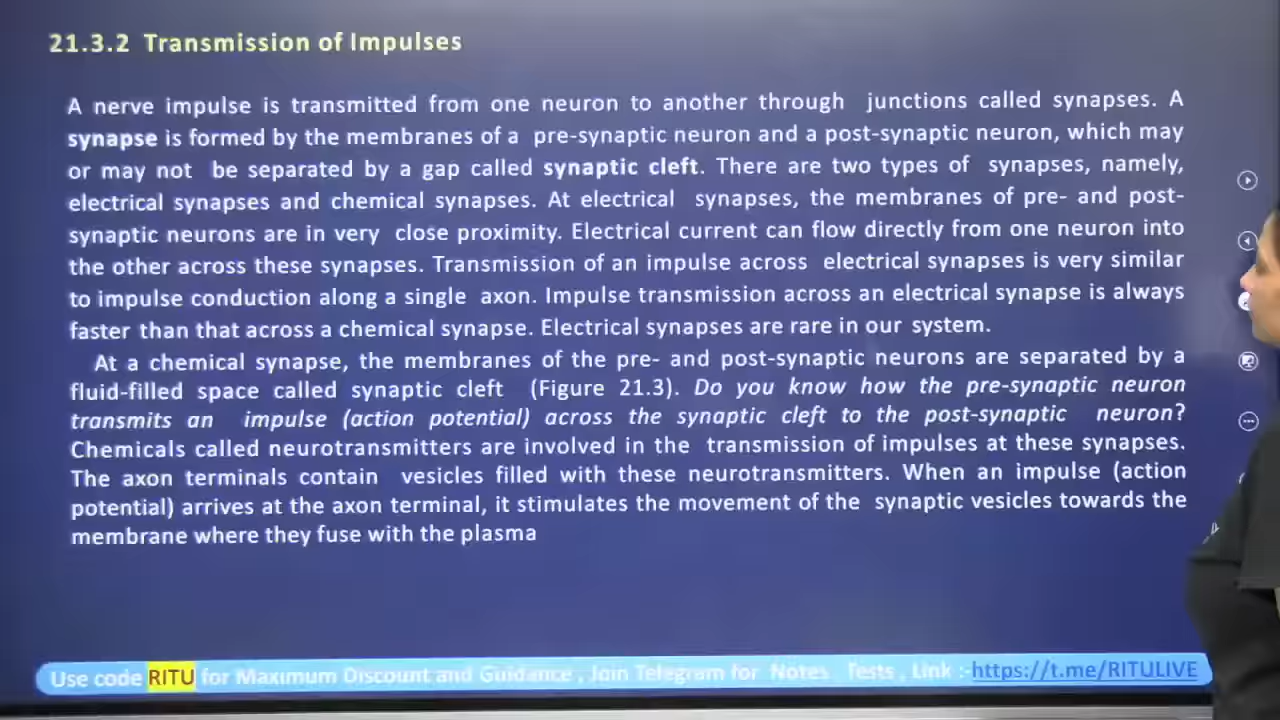 21.3.2 Transmission of Impulses
A nerve impulse is transmitted from one neuron to another through junctions called synapses. A
synapse is formed by the membranes of a pre-synaptic neuron and a post-synaptic neuron, which may
or may not be separated by a gap called synaptic cleft. There are two types of synapses, namely,
electrical synapses and chemical synapses. At electrical synapses, the membranes of pre- and post-
synaptic neurons are in very close proximity. Electrical current can flow directly from one neuron into
the other across these synapses. Transmission of an impulse across electrical synapses is very similar
to impulse conduction along a single axon. Impulse transmission across an electrical synapse is always
faster than that across a chemical synapse. Electrical synapses are rare in our system.
At a chemical synapse, the membranes of the pre- and post-synaptic neurons are separated by a
fluid-filled space called synaptic cleft (Figure 21.3). Do you know how the pre-synaptic neuron
transmits an impulse (action potential) across the synaptic cleft to the post-synaptic neuron?
Chemicals called neurotransmitters are involved in the transmission of impulses at these synapses.
The axon terminals contain vesicles filled with these neurotransmitters. When an impulse (action
potential) arrives at the axon terminal, it stimulates the movement of the synaptic vesicles towards the
membrane where they fuse with the plasma
Use code RITU for Maximum Discount and Guidance , Join Telegram for Notes Tests , Link :- https://t.me/RITULIVE